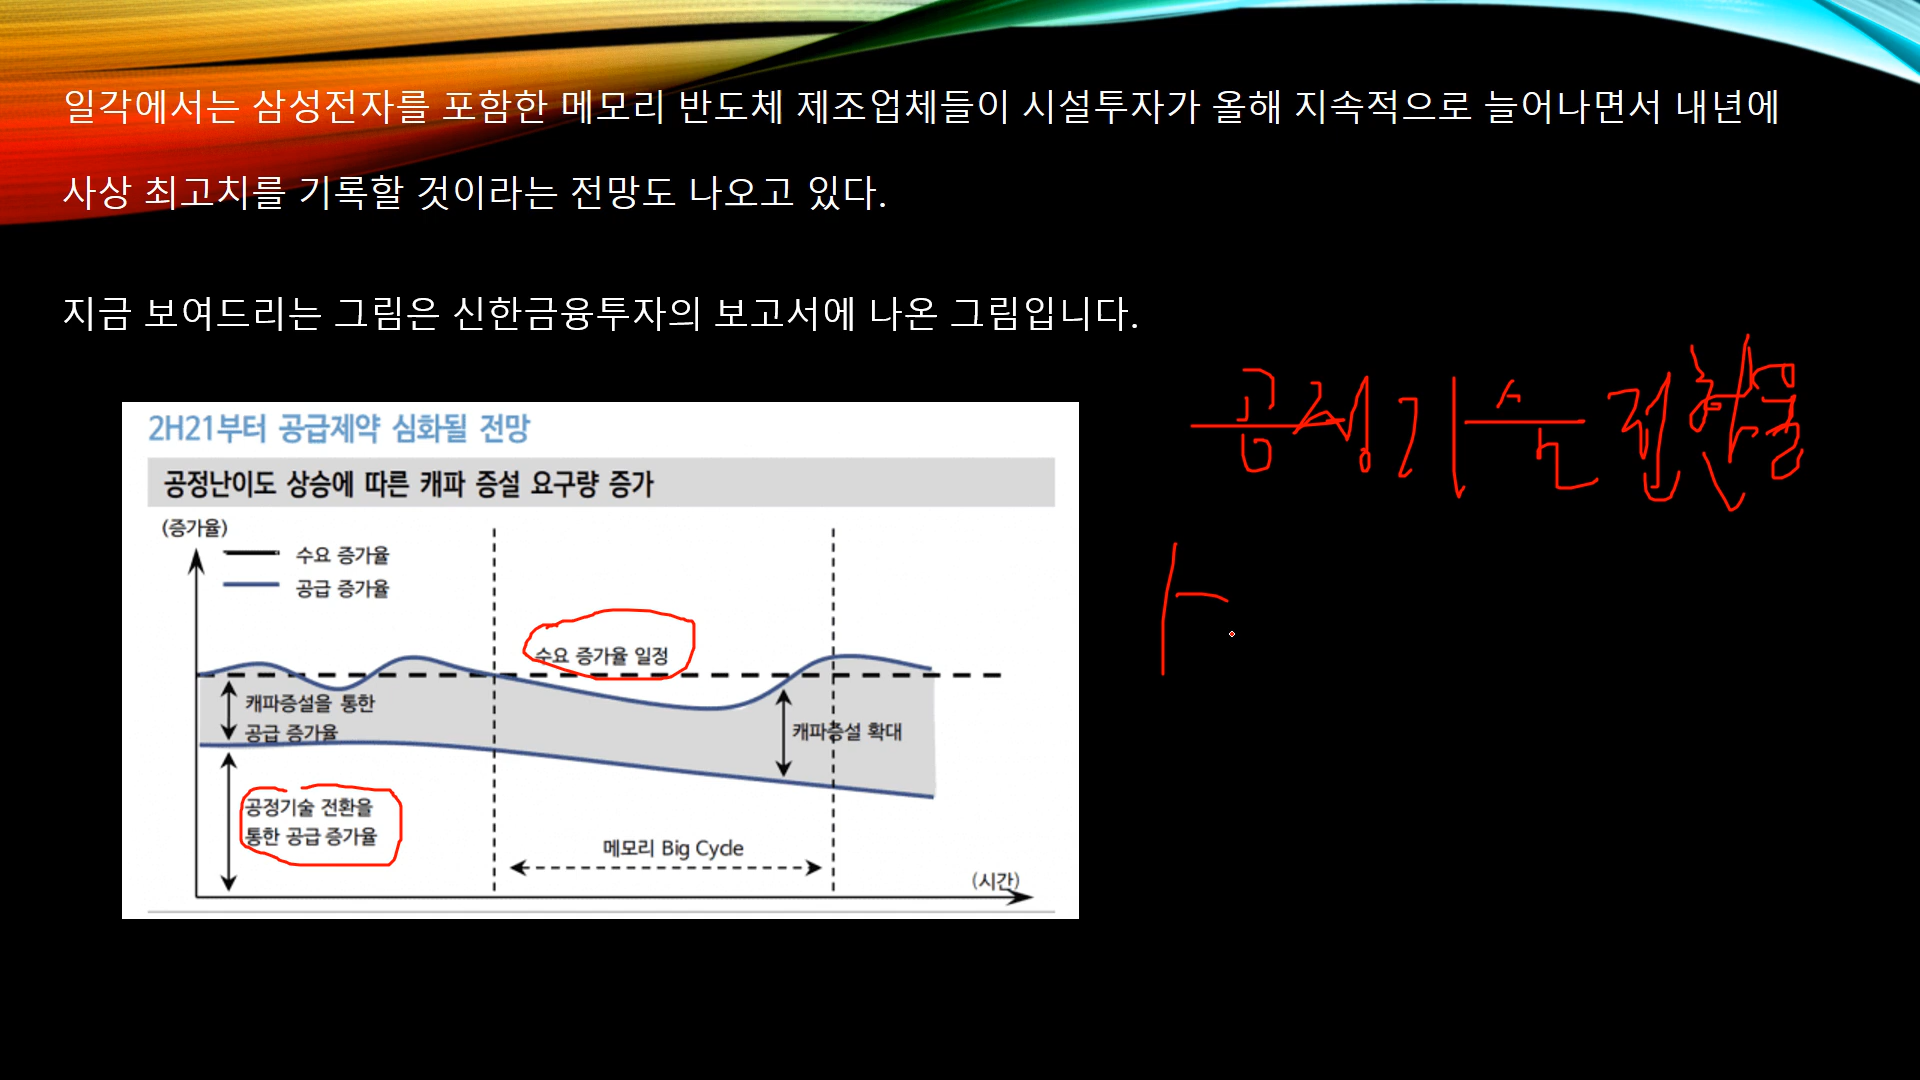 일각에서는 삼성전자를 포함한 메모리 반도체 제조업체들이 시설투자가 올해 지속적으로 늘어나면서 내년에
사상 최고치를 기록할 것이라는 전망도 나오고 있다.
지금 보여드리는 그림은 신한금융투자의 보고서에 나온 그림입니다.
2H21부터 공급제약 심화될 전망
공정난이도 상승에 따른 캐파 증설 요구량 증가
(증가율)
수요 증가율
공급 증가율
수요 증가율 일정
캐파증설을 통한
공급 증가율
캐파증설 확대
공정기술 전환을
통한 공급 증가율
메모리 Big Cycle
(시간)
공정기술 전환을